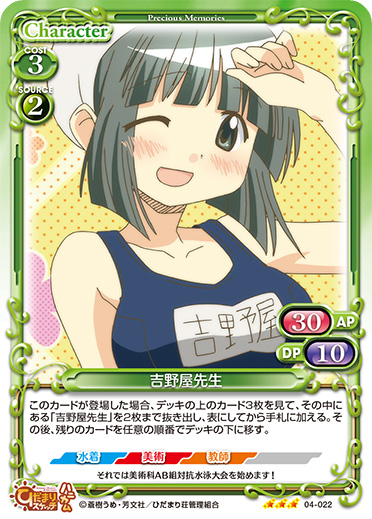 Precious Memories
Character
COST
3
SOURCE
2
吉野屋
30 AP
DP 10
吉野屋先生
このカードが登場した場合、デッキの上のカード3枚を見て、その中に
ある「吉野屋先生」を2枚まで抜き出し、表にしてから手札に加える。そ
の後、残りのカードを任意の順番でデッキの下に移す。
水着 美術 教師
それでは美術科AB組対抗水泳大会を始めます!
ひだまりスケッチ
ハニカム
©蒼樹うめ・芳文社/ひだまり荘管理組合
04-022